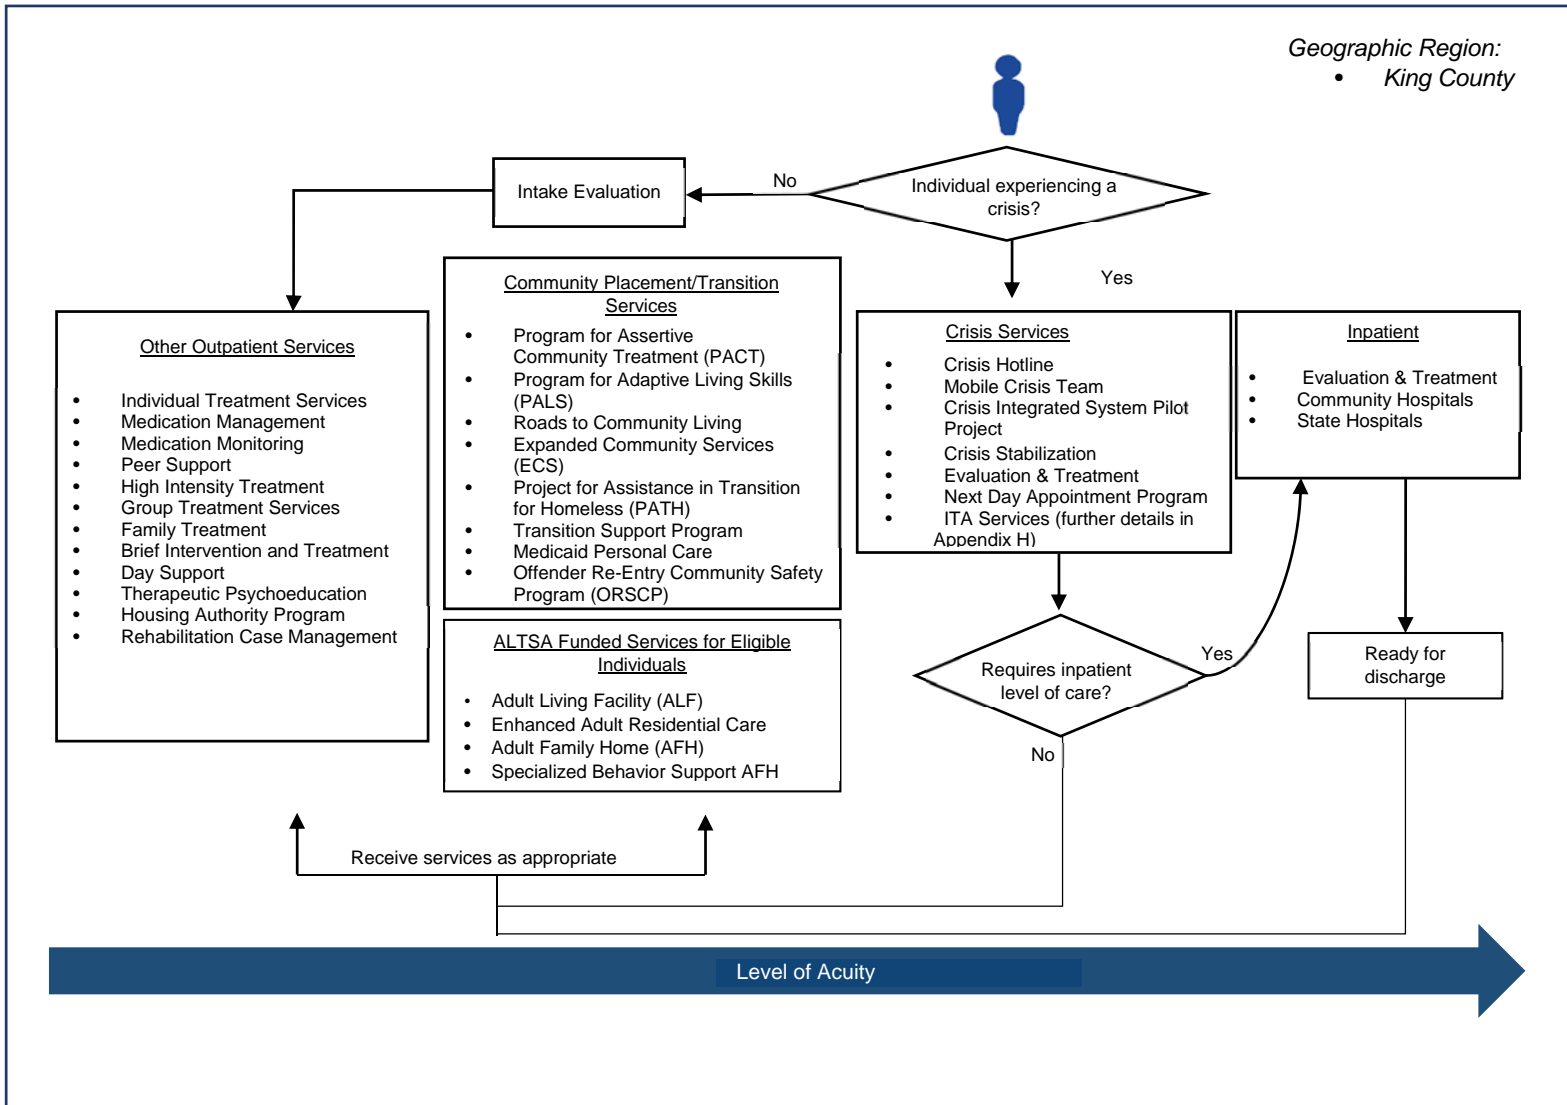 Geographic Region:
• King County
Individual experiencing a
crisis?
No
Intake Evaluation
Yes
Other Outpatient Services
• Individual Treatment Services
• Medication Management
• Medication Monitoring
• Peer Support
• High Intensity Treatment
• Group Treatment Services
• Family Treatment
• Brief Intervention and Treatment
• Day Support
• Therapeutic Psychoeducation
• Housing Authority Program
• Rehabilitation Case Management
Community Placement/Transition
Services
• Program for Assertive
Community Treatment (PACT)
• Program for Adaptive Living Skills
(PALS)
• Roads to Community Living
• Expanded Community Services
(ECS)
• Project for Assistance in Transition
for Homeless (PATH)
• Transition Support Program
• Medicaid Personal Care
• Offender Re-Entry Community Safety
Program (ORSCP)
ALTSA Funded Services for Eligible
Individuals
• Adult Living Facility (ALF)
• Enhanced Adult Residential Care
• Adult Family Home (AFH)
• Specialized Behavior Support AFH
Crisis Services
• Crisis Hotline
• Mobile Crisis Team
• Crisis Integrated System Pilot
Project
• Crisis Stabilization
• Evaluation & Treatment
• Next Day Appointment Program
• ITA Services (further details in
Appendix H)
Inpatient
• Evaluation & Treatment
• Community Hospitals
• State Hospitals
Requires inpatient
level of care?
Yes
No
Ready for
discharge
Receive services as appropriate
Level of Acuity